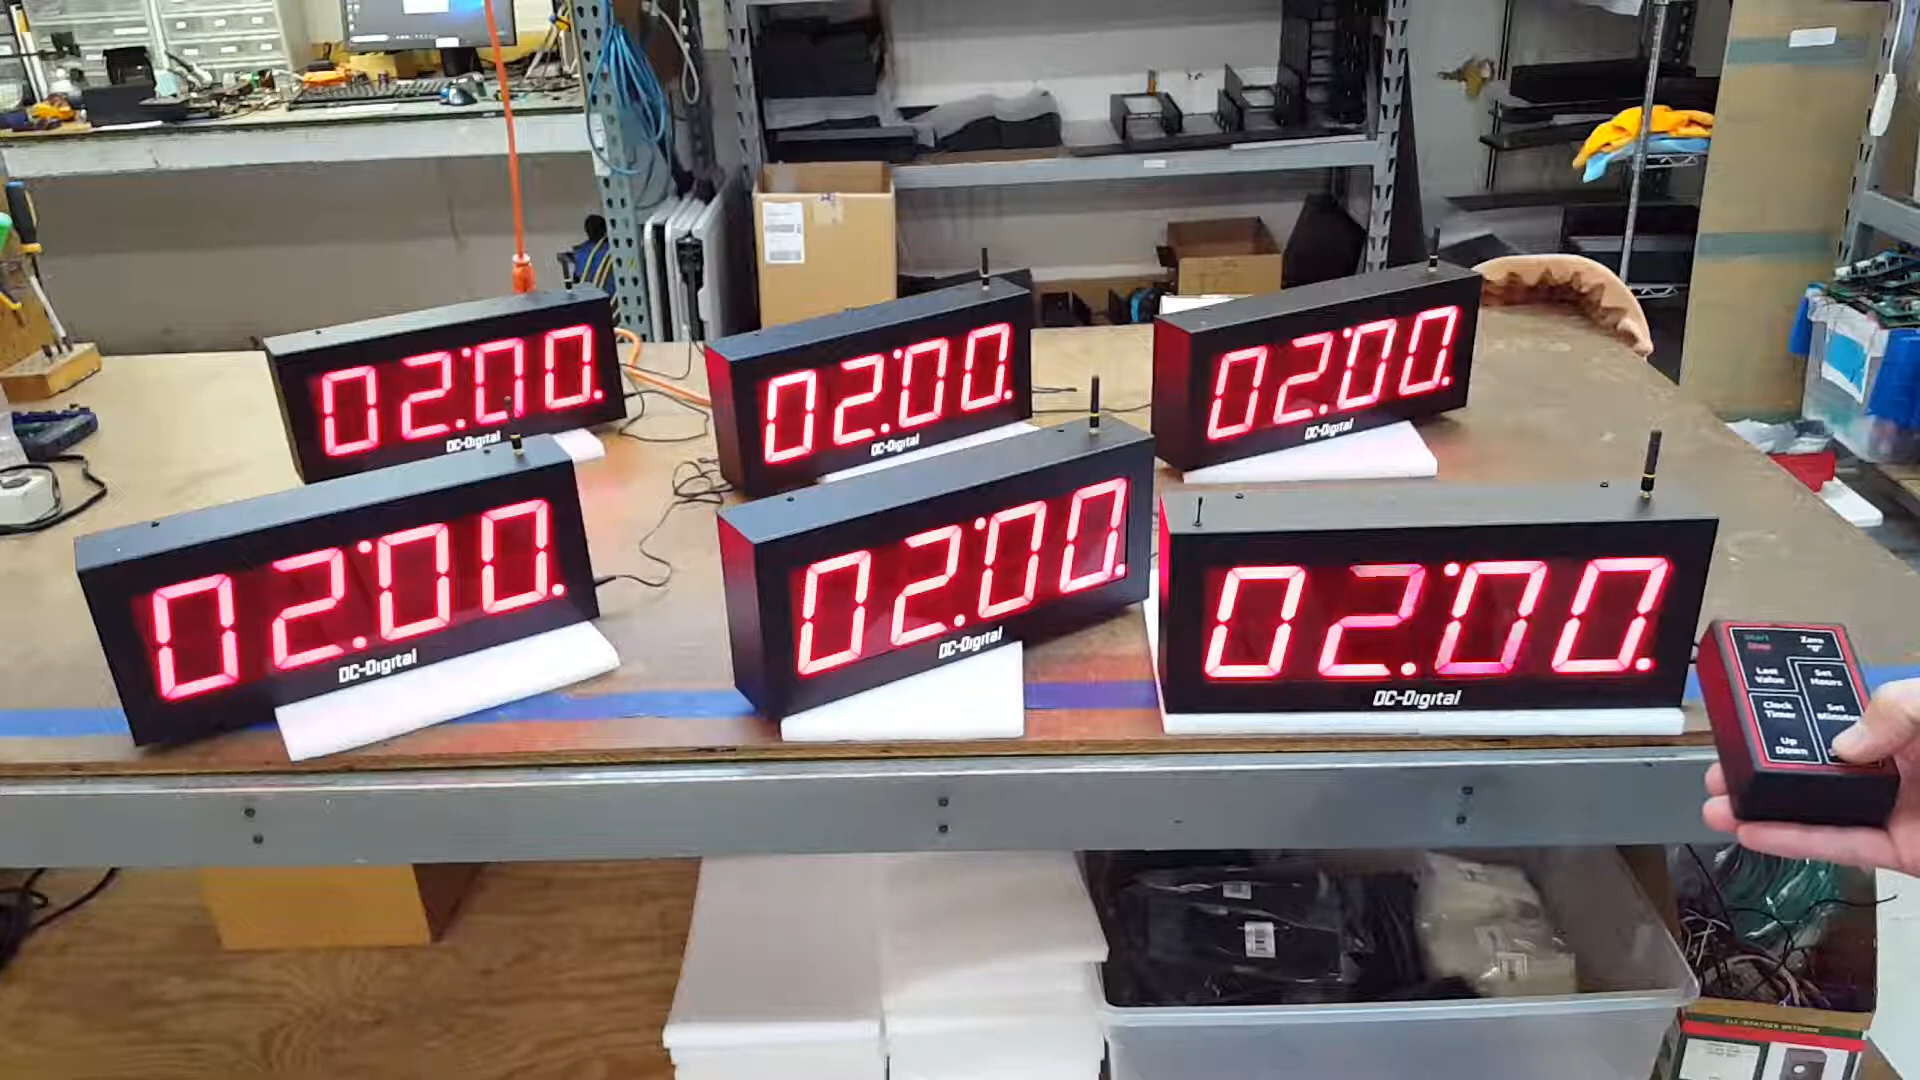 02:00.
DC-Digital
02:00.
DC-Digital
02:00.
DC-Digital
02:00.
DC-Digital
02:00.
DC-Digital
02:00.
DC-Digital
Start
Stop
Zero
"0"
Last
Value
Set
Hours
Clock
Timer
Set
Up
Down